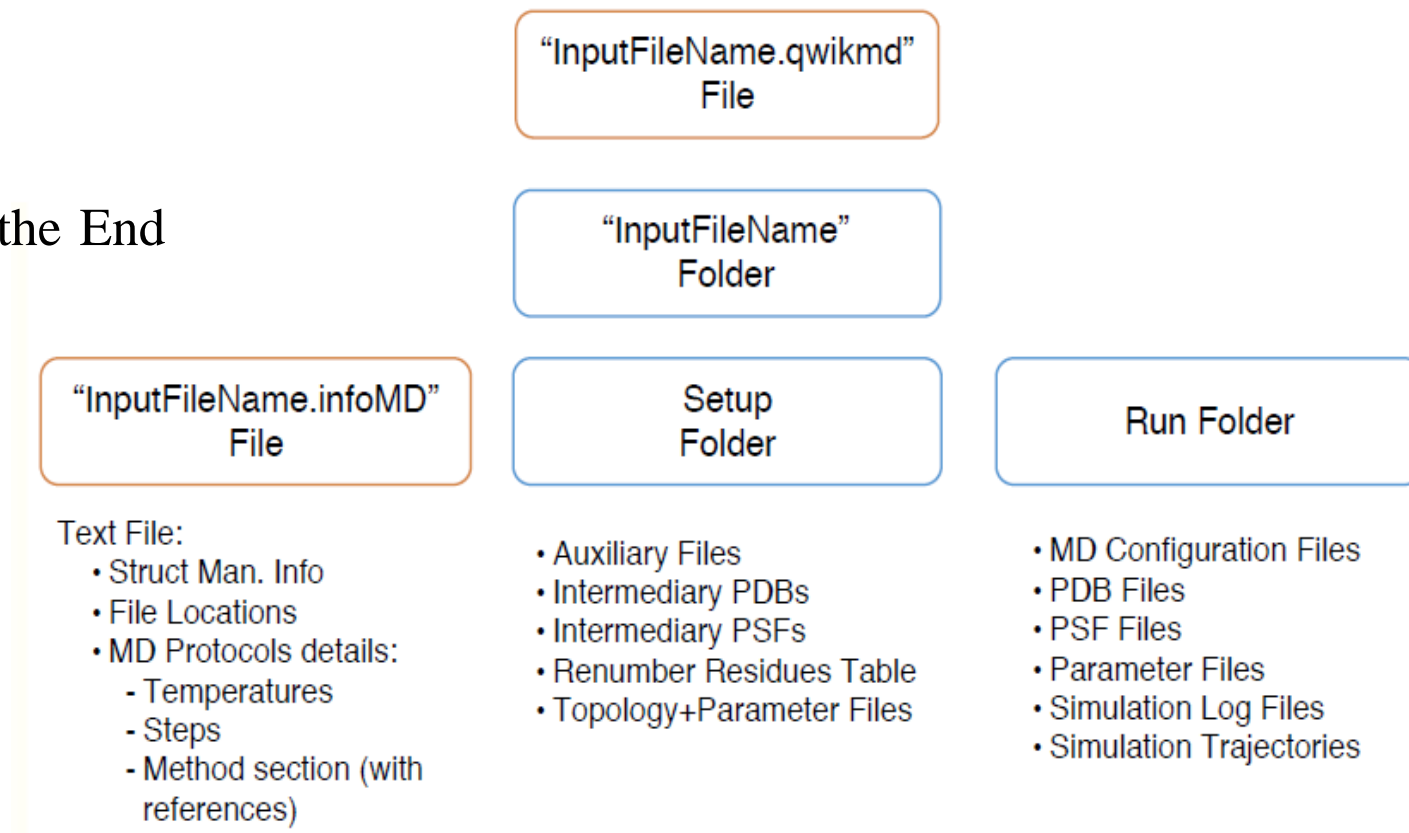 “InputFileName.qwikmd”
File
the End
“InputFileName”
Folder
“InputFileName.infoMD”
File
Setup
Folder
Run Folder
Text File:
• Struct Man. Info
• File Locations
• MD Protocols details:
- Temperatures
- Steps
- Method section (with
references)
• Auxiliary Files
• Intermediary PDBs
• Intermediary PSFs
• Renumber Residues Table
• Topology+Parameter Files
• MD Configuration Files
• PDB Files
• PSF Files
• Parameter Files
• Simulation Log Files
• Simulation Trajectories